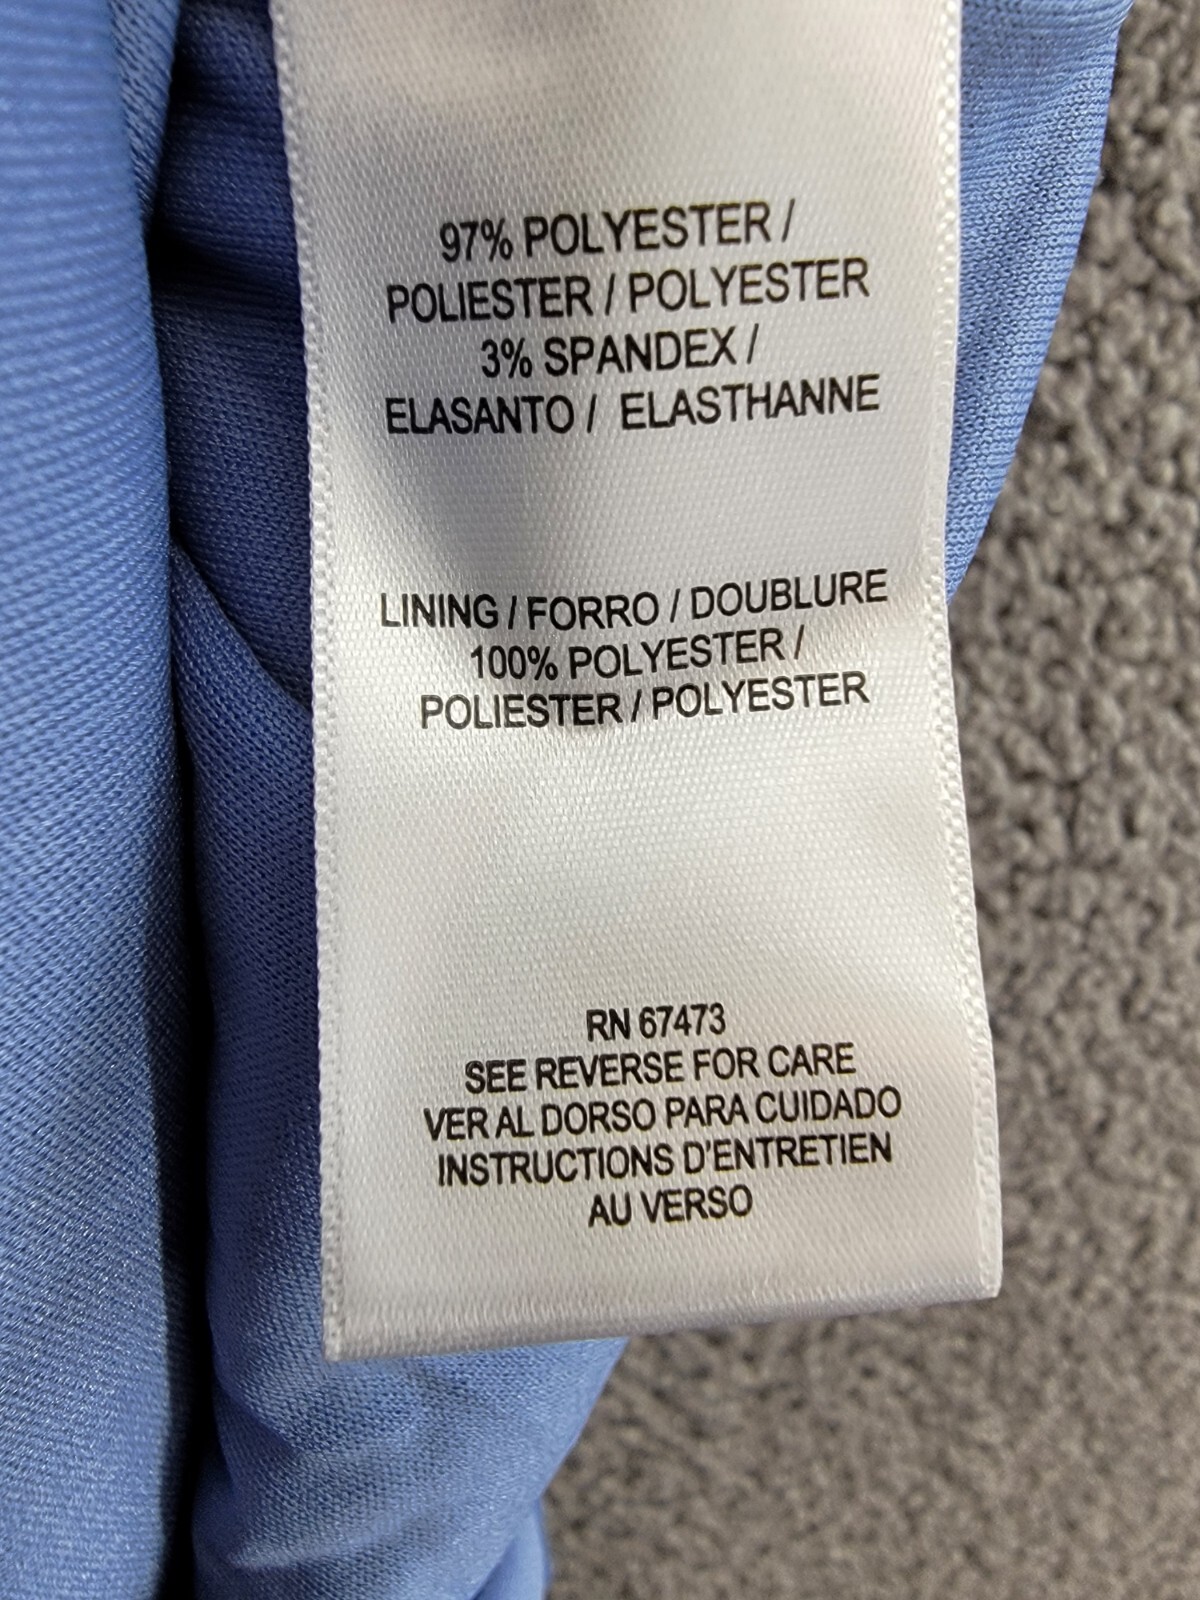 97% POLYESTER /
POLIESTER / POLYESTER
3% SPANDEX /
ELASANTO / ELASTHANNE
LINING / FORRO / DOUBLURE
100% POLYESTER /
POLIESTER / POLYESTER
RN 67473
SEE REVERSE FOR CARE
VER AL DORSO PARA CUIDADO
INSTRUCTIONS D'ENTRETIEN
AU VERSO